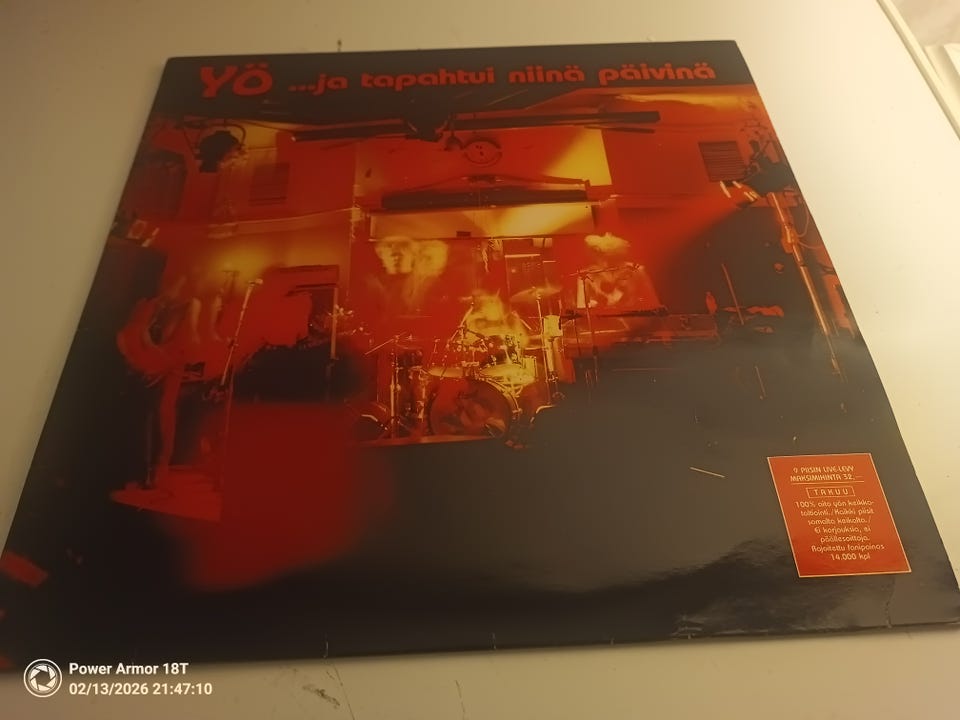 YÖ ...ja tapahtui niinä päivinä
9 PIISIN LIVE-LEVY
MAKSIMIHINTA 32,—
TAKUU
100% aito yön keikka-
taltiointi./Kaikki piisit
samalta keikalta./
Ei korjauksia, ei
päällesoittoja.
Rajoitettu fanipainos
14.000 kpl
Power Armor 18T
02/13/2026 21:47:10